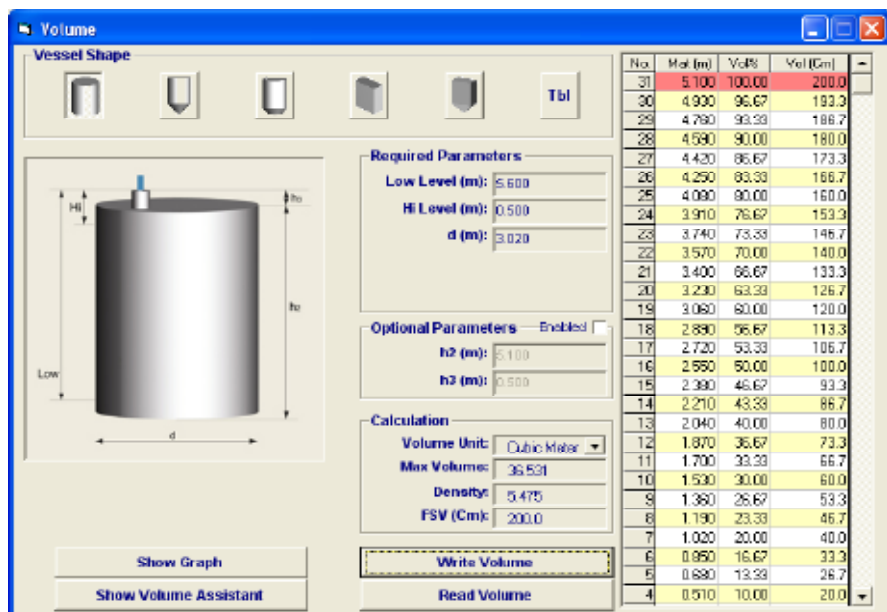 Volume
Vessel Shape
Tbl
Hi
h3
h2
Low
d
Required Parameters
Low Level (m): 5.600
Hi Level (m): 0.500
d (m): 3.020
Optional Parameters Enabled
h2 (m): 5.100
h3 (m): 0.500
Calculation
Volume Unit: Cubic Meter
Max Volume: 36.531
Density: 5.475
FSV (Cm): 200.0
Show Graph
Write Volume
Show Volume Assistant
Read Volume
No. Mat (m) Vol% Vol (Cm)
31 5.100 100.00 200.0
30 4.930 96.67 193.3
29 4.760 93.33 186.7
28 4.590 90.00 180.0
27 4.420 86.67 173.3
26 4.250 83.33 166.7
25 4.080 80.00 160.0
24 3.910 76.67 153.3
23 3.740 73.33 146.7
22 3.570 70.00 140.0
21 3.400 66.67 133.3
20 3.230 63.33 126.7
19 3.060 60.00 120.0
18 2.890 56.67 113.3
17 2.720 53.33 106.7
16 2.550 50.00 100.0
15 2.380 46.67 93.3
14 2.210 43.33 86.7
13 2.040 40.00 80.0
12 1.870 36.67 73.3
11 1.700 33.33 66.7
10 1.530 30.00 60.0
9 1.360 26.67 53.3
8 1.190 23.33 46.7
7 1.020 20.00 40.0
6 0.850 16.67 33.3
5 0.680 13.33 26.7
4 0.510 10.00 20.0